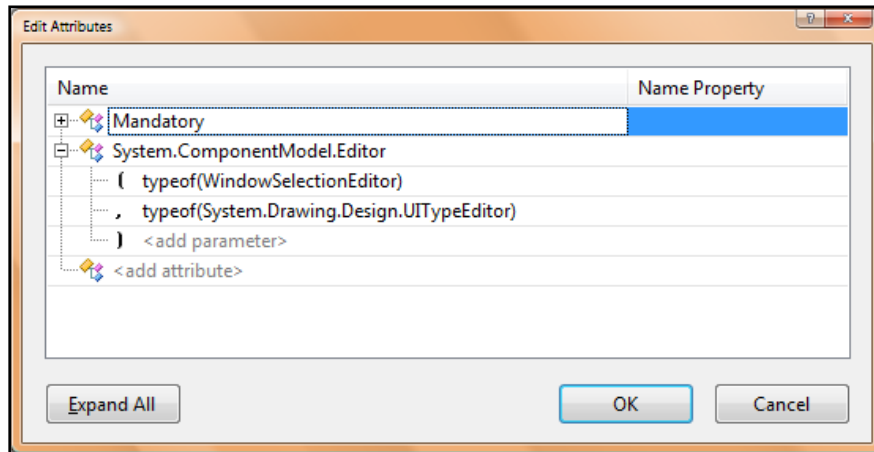 Edit Attributes
Name Name Property
Mandatory
System.ComponentModel.Editor
( typeof(WindowSelectionEditor)
, typeof(System.Drawing.Design.UITypeEditor)
) <add parameter>
<add attribute>
Expand All OK Cancel